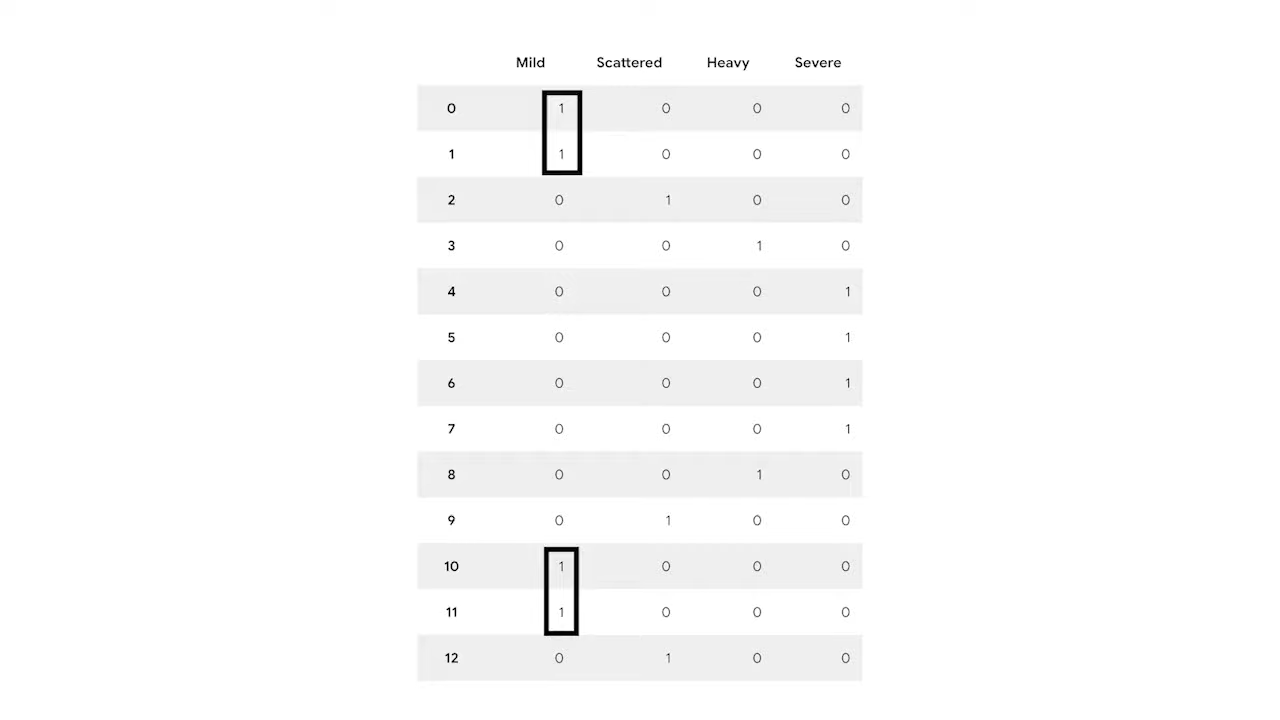 Mild Scattered Heavy Severe
0 1 0 0 0
1 1 0 0 0
2 0 1 0 0
3 0 0 1 0
4 0 0 0 1
5 0 0 0 1
6 0 0 0 1
7 0 0 0 1
8 0 0 1 0
9 0 1 0 0
10 1 0 0 0
11 1 0 0 0
12 0 1 0 0